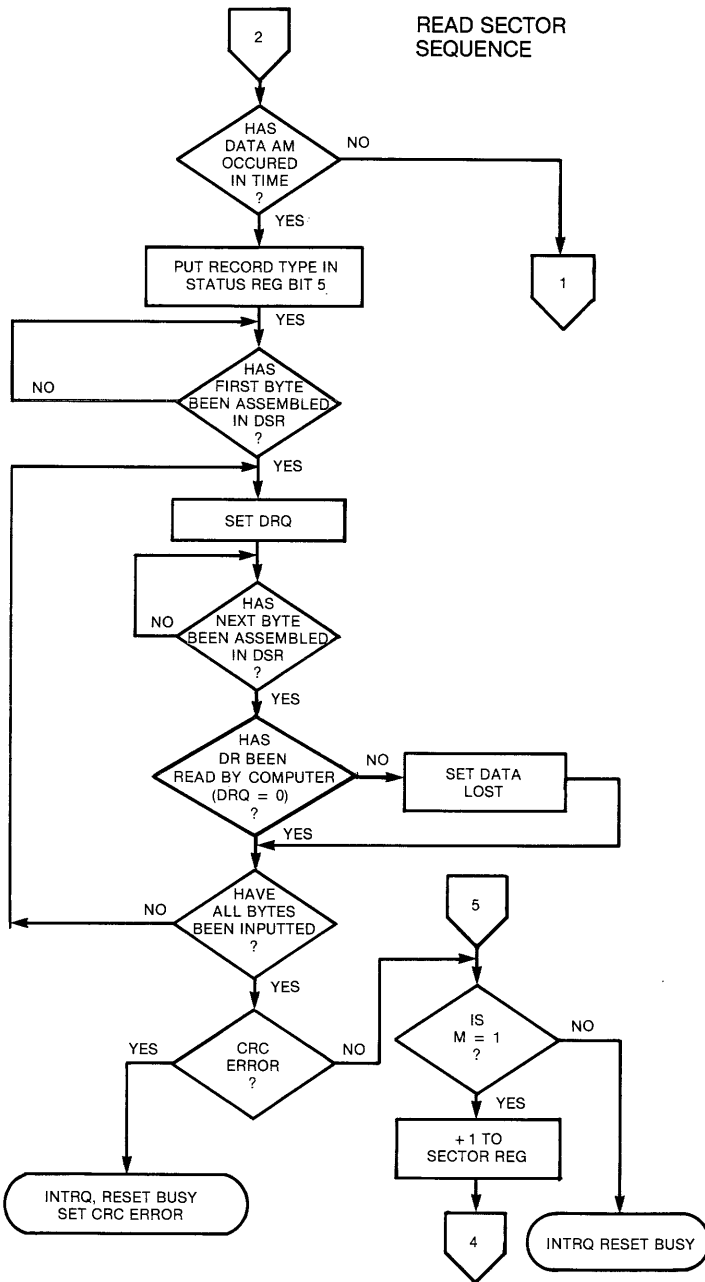 READ SECTOR
SEQUENCE
2
HAS
DATA AM
OCCURED
IN TIME
?
NO
YES
PUT RECORD TYPE IN
STATUS REG BIT 5
1
YES
HAS
FIRST BYTE
BEEN ASSEMBLED
IN DSR
?
NO
YES
SET DRQ
HAS
NEXT BYTE
BEEN ASSEMBLED
IN DSR
?
NO
YES
HAS
DR BEEN
READ BY COMPUTER
(DRQ = 0)
?
NO
SET DATA
LOST
YES
HAVE
ALL BYTES
BEEN INPUTTED
?
NO
YES
5
CRC
ERROR
?
YES
NO
IS
M = 1
?
NO
YES
+ 1 TO
SECTOR REG
INTRQ, RESET BUSY
SET CRC ERROR
4
INTRQ RESET BUSY